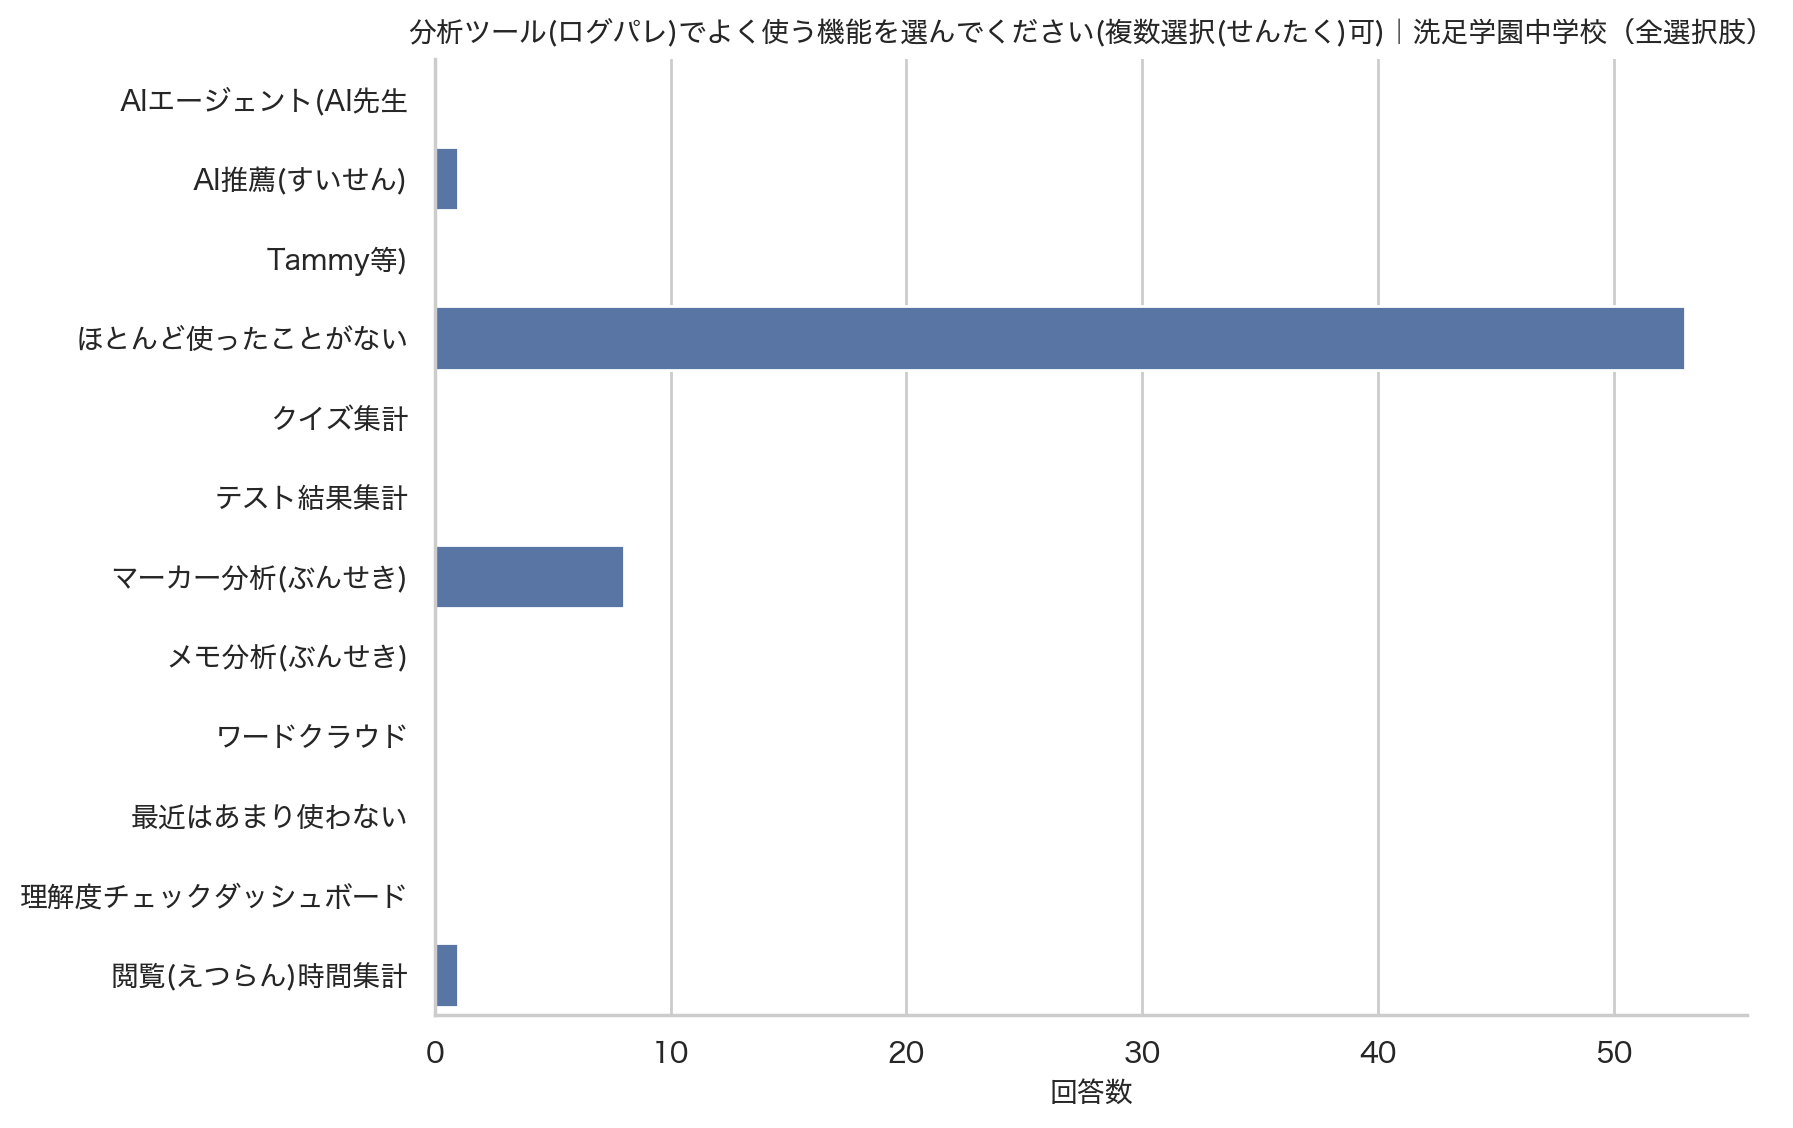 分析ツール(ログパレ)でよく使う機能を選んでください(複数選択(せんたく)可)｜洗足学園中学校（全選択肢）
AIエージェント(AI先生
AI推薦(すいせん)
Tammy等)
ほとんど使ったことがない
クイズ集計
テスト結果集計
マーカー分析(ぶんせき)
メモ分析(ぶんせき)
ワードクラウド
最近はあまり使わない
理解度チェックダッシュボード
閲覧(えつらん)時間集計
0 10 20 30 40 50
回答数